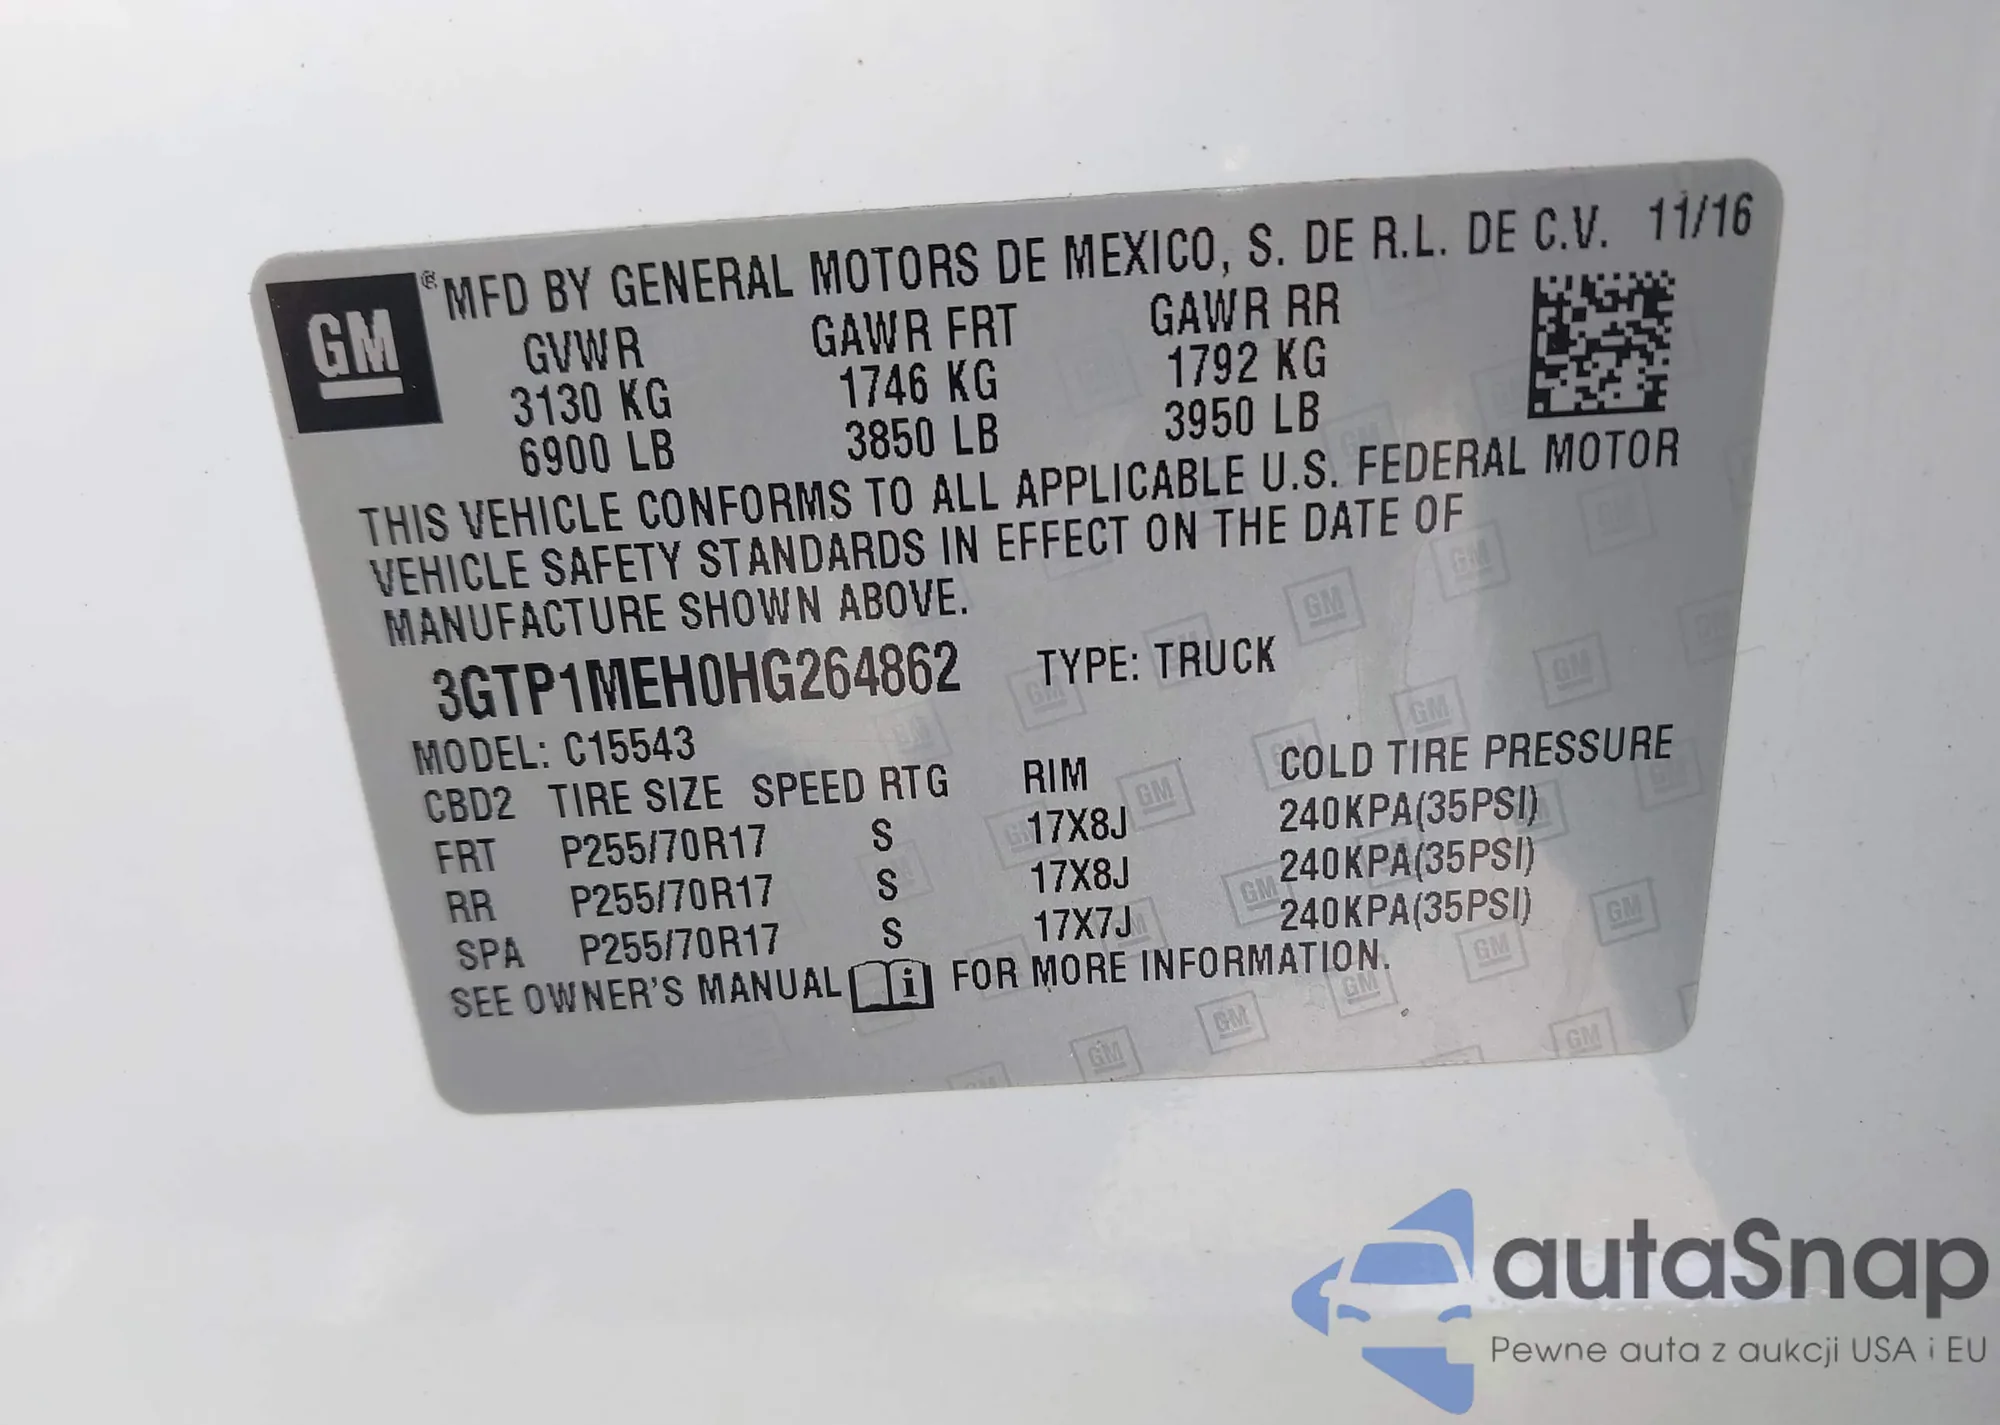 GM ® MFD BY GENERAL MOTORS DE MEXICO, S. DE R.L. DE C.V. 11/16
GVWR GAWR FRT GAWR RR
3130 KG 1746 KG 1792 KG
6900 LB 3850 LB 3950 LB
THIS VEHICLE CONFORMS TO ALL APPLICABLE U.S. FEDERAL MOTOR
VEHICLE SAFETY STANDARDS IN EFFECT ON THE DATE OF
MANUFACTURE SHOWN ABOVE.
3GTP1MEH0HG264862 TYPE: TRUCK
MODEL: C15543
CBD2 TIRE SIZE SPEED RTG RIM COLD TIRE PRESSURE
FRT P255/70R17 S 17X8J 240KPA(35PSI)
RR P255/70R17 S 17X8J 240KPA(35PSI)
SPA P255/70R17 S 17X7J 240KPA(35PSI)
SEE OWNER'S MANUAL i FOR MORE INFORMATION.
autaSnap
Pewne auta z aukcji USA i EU